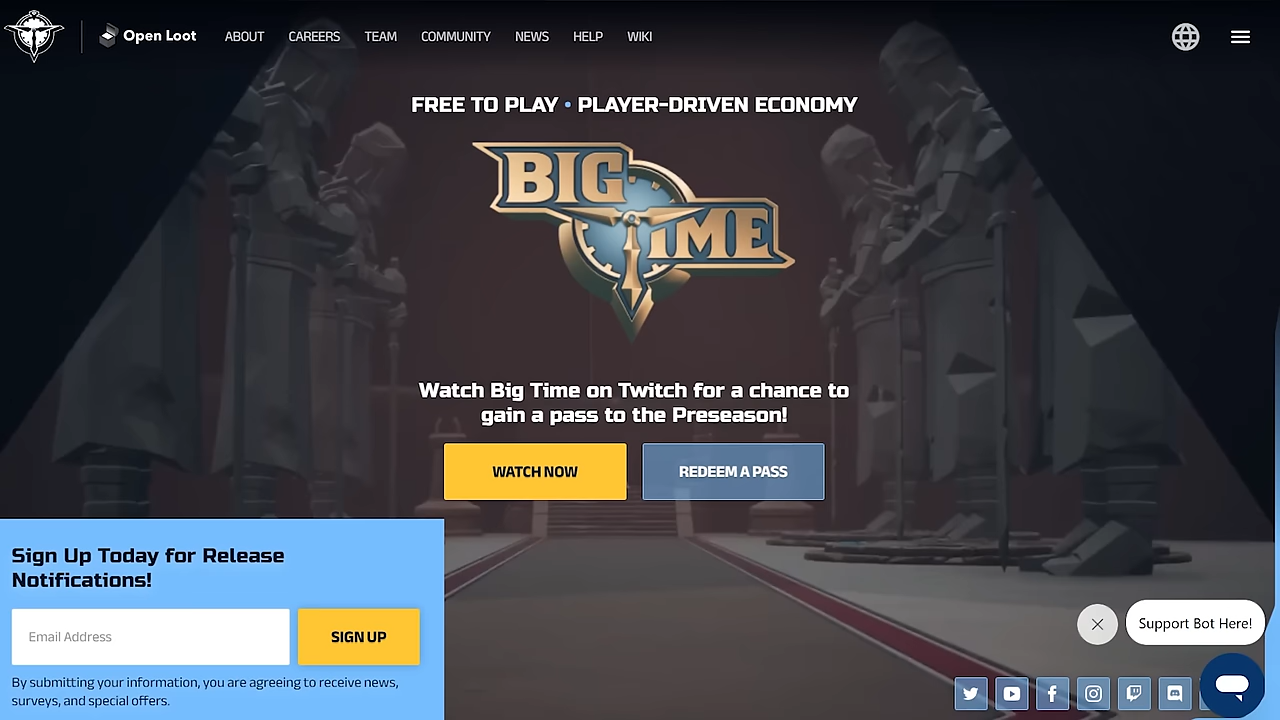 Open Loot
ABOUT
CAREERS
TEAM
COMMUNITY
NEWS
HELP
WIKI
FREE TO PLAY • PLAYER-DRIVEN ECONOMY
BIG
TIME
Watch Big Time on Twitch for a chance to
gain a pass to the Preseason!
WATCH NOW
REDEEM A PASS
Sign Up Today for Release
Notifications!
Email Address
SIGN UP
By submitting your information, you are agreeing to receive news,
surveys, and special offers.
Support Bot Here!